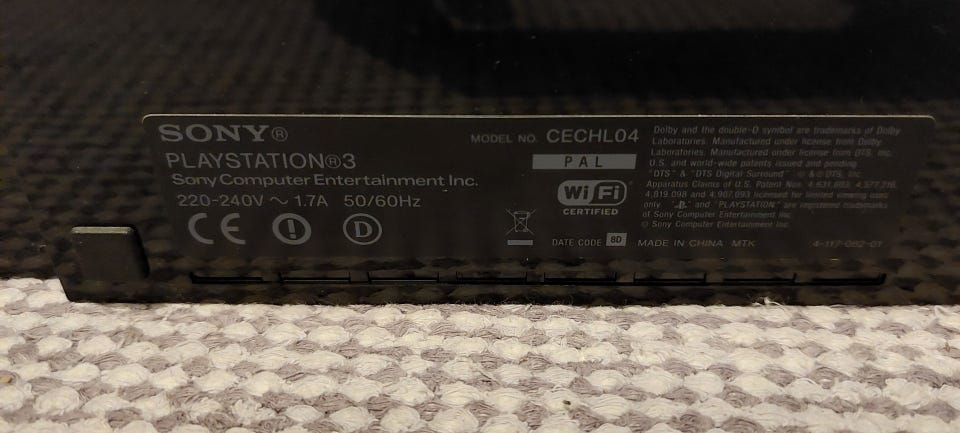 SONY®
PLAYSTATION®3
Sony Computer Entertainment Inc.
220-240V ~ 1.7A 50/60Hz
CE
D
MODEL NO. CECHL04
PAL
Wi Fi
CERTIFIED
DATE CODE 8D MADE IN CHINA MTK
Dolby and the double-D symbol are trademarks of Dolby
Laboratories. Manufactured under license from Dolby
Laboratories. Manufactured under license from DTS, Inc.
U.S. and world-wide patents issued and pending.
"DTS" & "DTS Digital Surround" ® & © DTS, Inc.
Apparatus Claims of U.S. Patent Nos. 4,631,603, 4,577,216,
4,819,098 and 4,907,093 licensed for limited viewing uses
only. and "PLAYSTATION" are registered trademarks
of Sony Computer Entertainment Inc.
© Sony Computer Entertainment Inc.
4-117-062-01